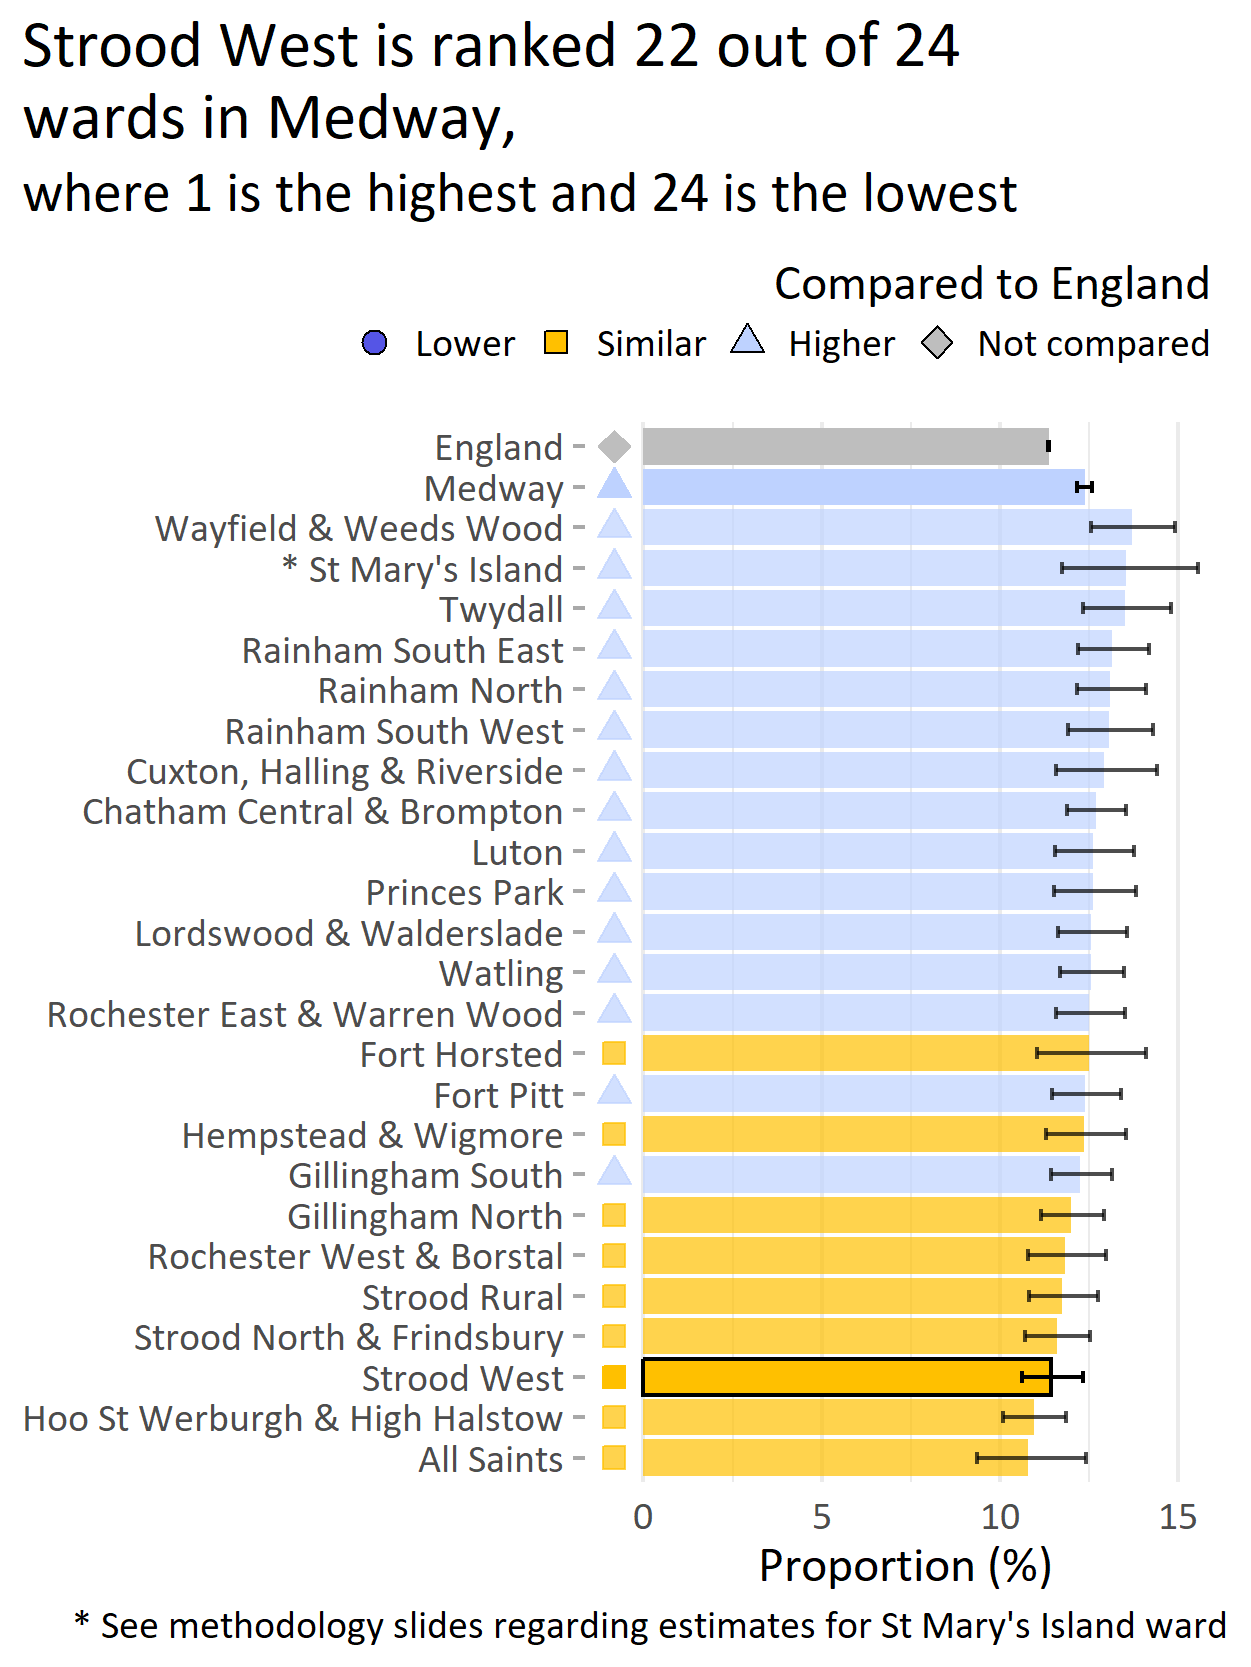 Strood West is ranked 22 out of 24
wards in Medway,
where 1 is the highest and 24 is the lowest
Compared to England
Lower Similar Higher Not compared
England
Medway
Wayfield & Weeds Wood
* St Mary's Island
Twydall
Rainham South East
Rainham North
Rainham South West
Cuxton, Halling & Riverside
Chatham Central & Brompton
Luton
Princes Park
Lordswood & Walderslade
Watling
Rochester East & Warren Wood
Fort Horsted
Fort Pitt
Hempstead & Wigmore
Gillingham South
Gillingham North
Rochester West & Borstal
Strood Rural
Strood North & Frindsbury
Strood West
Hoo St Werburgh & High Halstow
All Saints
0 5 10 15
Proportion (%)
* See methodology slides regarding estimates for St Mary's Island ward